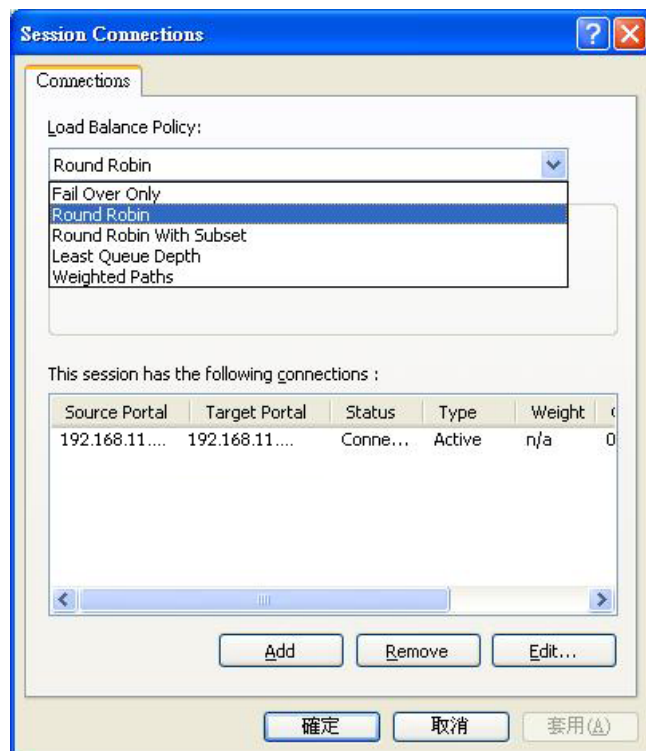 Session Connections
Connections
Load Balance Policy:
Round Robin
Fail Over Only
Round Robin
Round Robin With Subset
Least Queue Depth
Weighted Paths
This session has the following connections :
Source Portal Target Portal Status Type Weight
192.168.11.... 192.168.11.... Conne... Active n/a 0
Add Remove Edit...
確定 取消 套用(A)